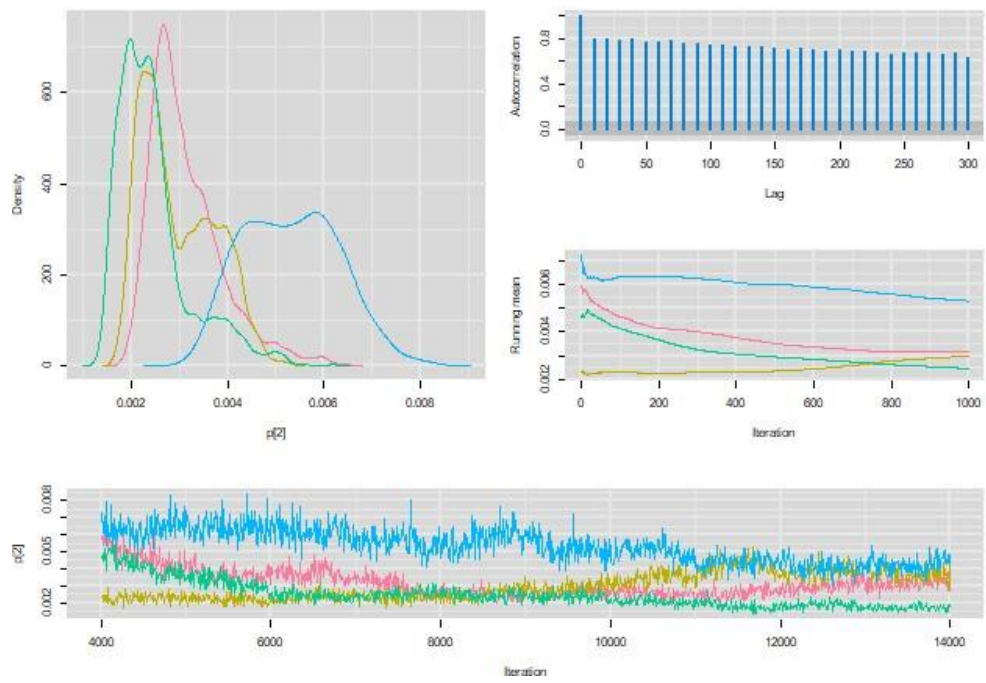 Density
0 200 400 600
0.002 0.004 0.006 0.008
p[2]
Autocorrelation
0.0 0.4 0.8
0 50 100 150 200 250 300
Lag
Running mean
0.002 0.004 0.006
0 200 400 600 800 1000
Iteration
p[2]
0.002 0.005 0.008
4000 6000 8000 10000 12000 14000
Iteration